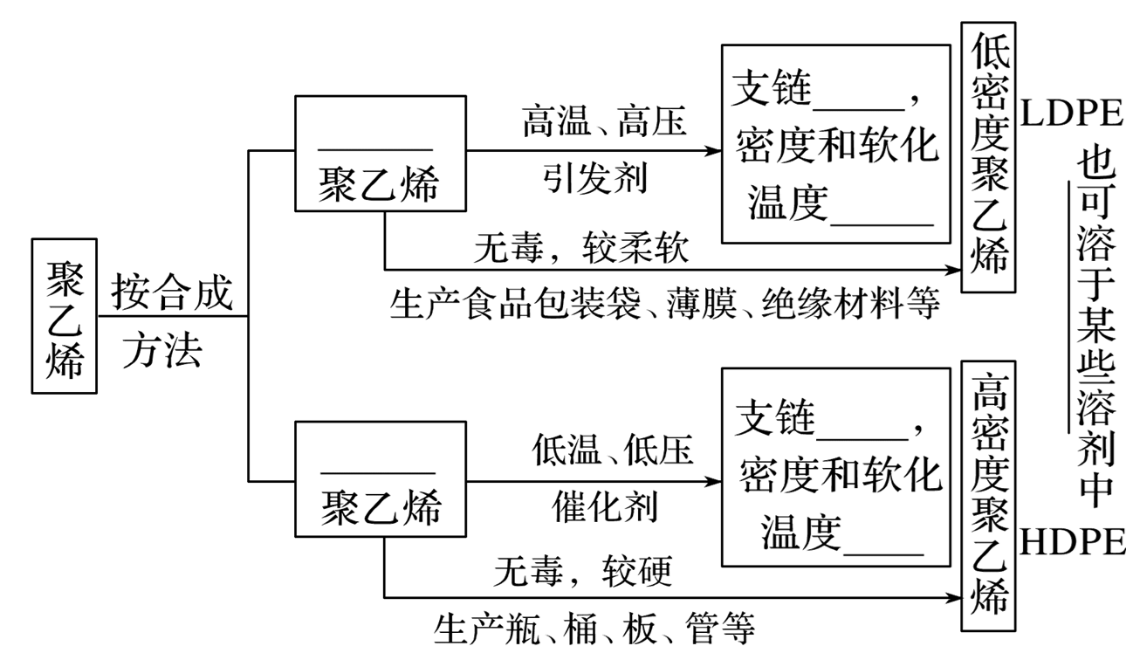 聚乙烯
按合成
方法
______
聚乙烯
高温、高压
引发剂
支链_____，
密度和软化
温度______
低密度聚乙烯
LDPE
无毒，较柔软
生产食品包装袋、薄膜、绝缘材料等
______
聚乙烯
低温、低压
催化剂
支链_____，
密度和软化
温度____
高密度聚乙烯
HDPE
无毒，较硬
生产瓶、桶、板、管等
也可溶于某些溶剂中